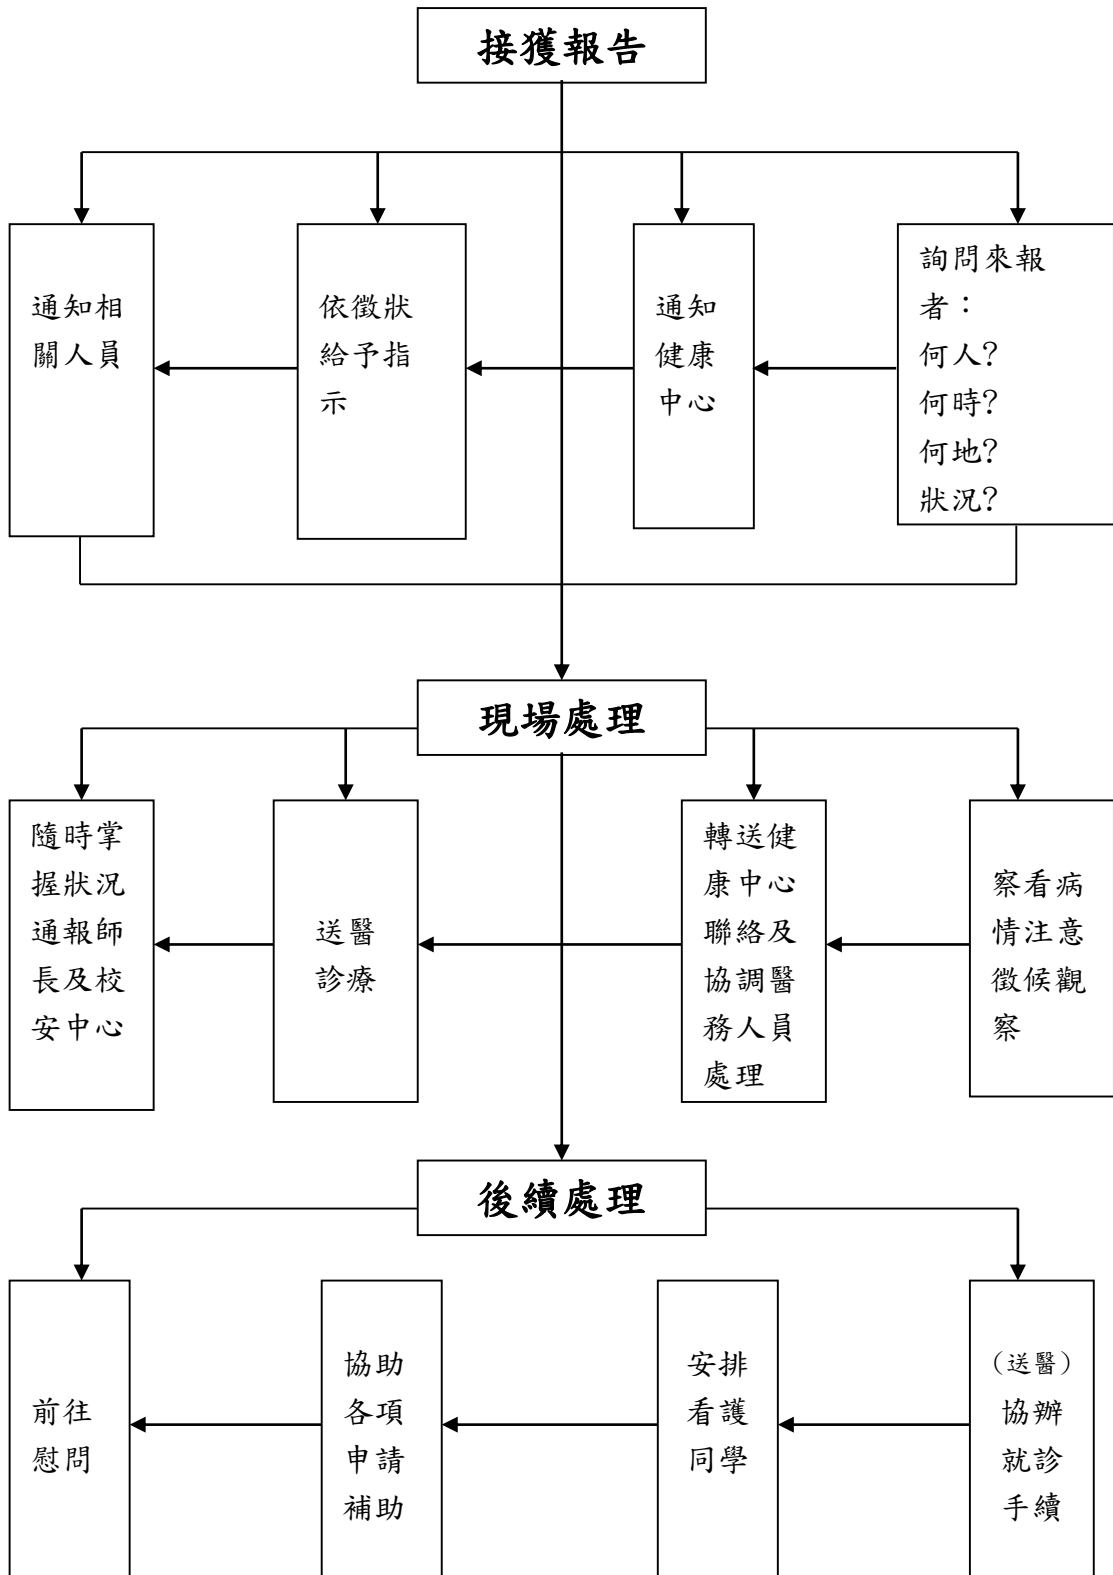 接獲報告
通知相
關人員
依徵狀
給予指
示
通知
健康
中心
詢問來報
者：
何人?
何時?
何地?
狀況?
現場處理
隨時掌
握狀況
通報師
長及校
安中心
送醫
診療
轉送健
康中心
聯絡及
協調醫
務人員
處理
察看病
情注意
徵候觀
察
後續處理
前往
慰問
協助
各項
申請
補助
安排
看護
同學
（送醫）
協辦
就診
手續